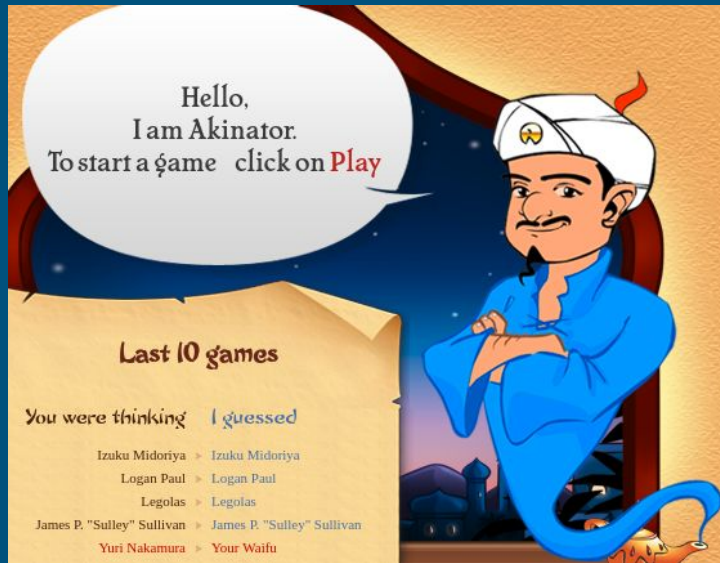 Hello,
I am Akinator.
To start a game click on Play
Last 10 games
You were thinking I guessed
Izuku Midoriya Izuku Midoriya
Logan Paul Logan Paul
Legolas Legolas
James P. "Sulley" Sullivan James P. "Sulley" Sullivan
Yuri Nakamura Your Waifu